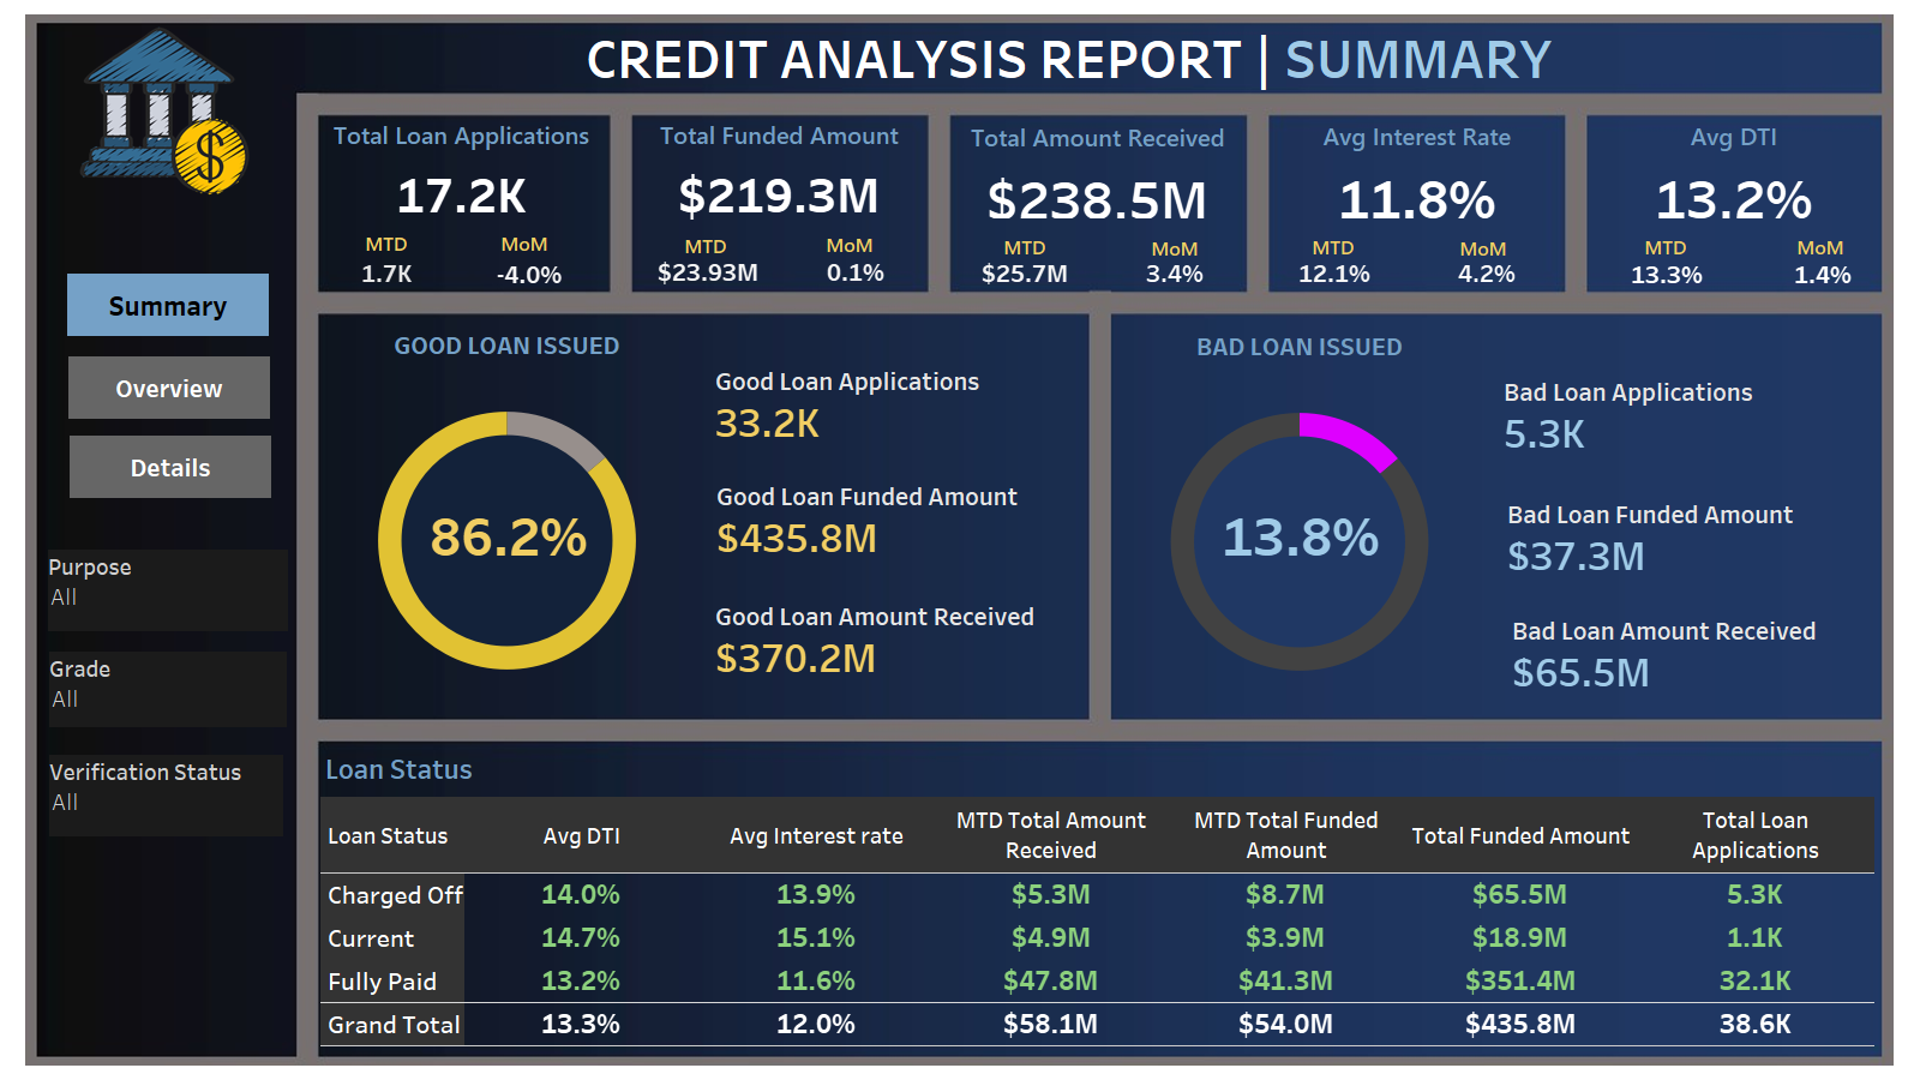 CREDIT ANALYSIS REPORT | SUMMARY
$
Summary
Overview
Details
Purpose
All
Grade
All
Verification Status
All
Total Loan Applications
17.2K
MTD MoM
1.7K -4.0%
Total Funded Amount
$219.3M
MTD MoM
$23.93M 0.1%
Total Amount Received
$238.5M
MTD MoM
$25.7M 3.4%
Avg Interest Rate
11.8%
MTD MoM
12.1% 4.2%
Avg DTI
13.2%
MTD MoM
13.3% 1.4%
GOOD LOAN ISSUED
86.2%
Good Loan Applications
33.2K
Good Loan Funded Amount
$435.8M
Good Loan Amount Received
$370.2M
BAD LOAN ISSUED
13.8%
Bad Loan Applications
5.3K
Bad Loan Funded Amount
$37.3M
Bad Loan Amount Received
$65.5M
Loan Status
Loan Status Avg DTI Avg Interest rate MTD Total Amount Received MTD Total Funded Amount Total Funded Amount Total Loan Applications
Charged Off 14.0% 13.9% $5.3M $8.7M $65.5M 5.3K
Current 14.7% 15.1% $4.9M $3.9M $18.9M 1.1K
Fully Paid 13.2% 11.6% $47.8M $41.3M $351.4M 32.1K
Grand Total 13.3% 12.0% $58.1M $54.0M $435.8M 38.6K